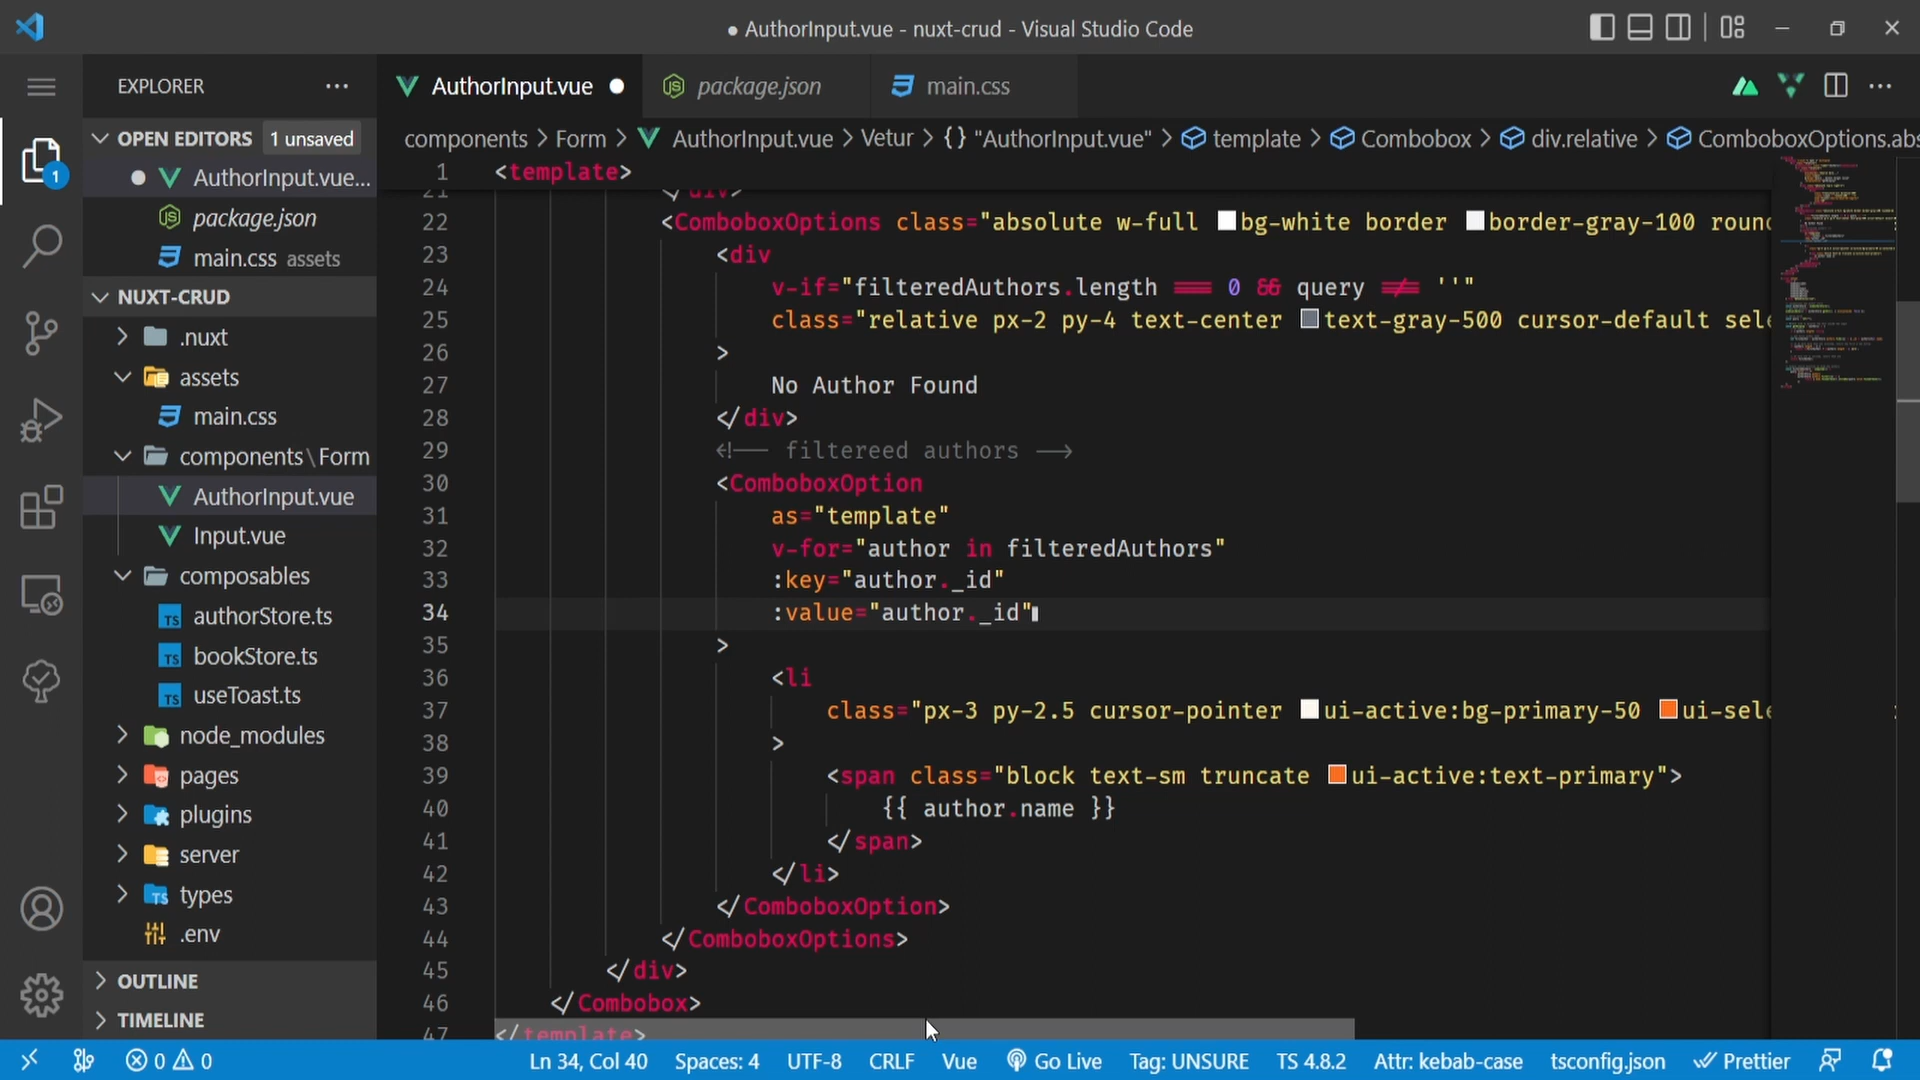 ● AuthorInput.vue - nuxt-crud - Visual Studio Code
EXPLORER
OPEN EDITORS 1 unsaved
AuthorInput.vue...
package.json
main.css assets
NUXT-CRUD
.nuxt
assets
main.css
components\Form
AuthorInput.vue
Input.vue
composables
authorStore.ts
bookStore.ts
useToast.ts
node_modules
pages
plugins
server
types
.env
OUTLINE
TIMELINE
1
AuthorInput.vue
package.json
main.css
components > Form > AuthorInput.vue > Vetur > {} "AuthorInput.vue" > template > Combobox > div.relative > ComboboxOptions.abs
1 <template>
21 </div>
22 <ComboboxOptions class="absolute w-full bg-white border border-gray-100 roun
23 <div
24 v-if="filteredAuthors.length === 0 && query !== ''"
25 class="relative px-2 py-4 text-center text-gray-500 cursor-default sele
26 >
27 No Author Found
28 </div>
29 <!-- filtereed authors -->
30 <ComboboxOption
31 as="template"
32 v-for="author in filteredAuthors"
33 :key="author._id"
34 :value="author._id"
35 >
36 <li
37 class="px-3 py-2.5 cursor-pointer ui-active:bg-primary-50 ui-sele
38 >
39 <span class="block text-sm truncate ui-active:text-primary">
40 {{ author.name }}
41 </span>
42 </li>
43 </ComboboxOption>
44 </ComboboxOptions>
45 </div>
46 </Combobox>
47 </template>
0 0 Ln 34, Col 40 Spaces: 4 UTF-8 CRLF Vue Go Live Tag: UNSURE TS 4.8.2 Attr: kebab-case tsconfig.json Prettier